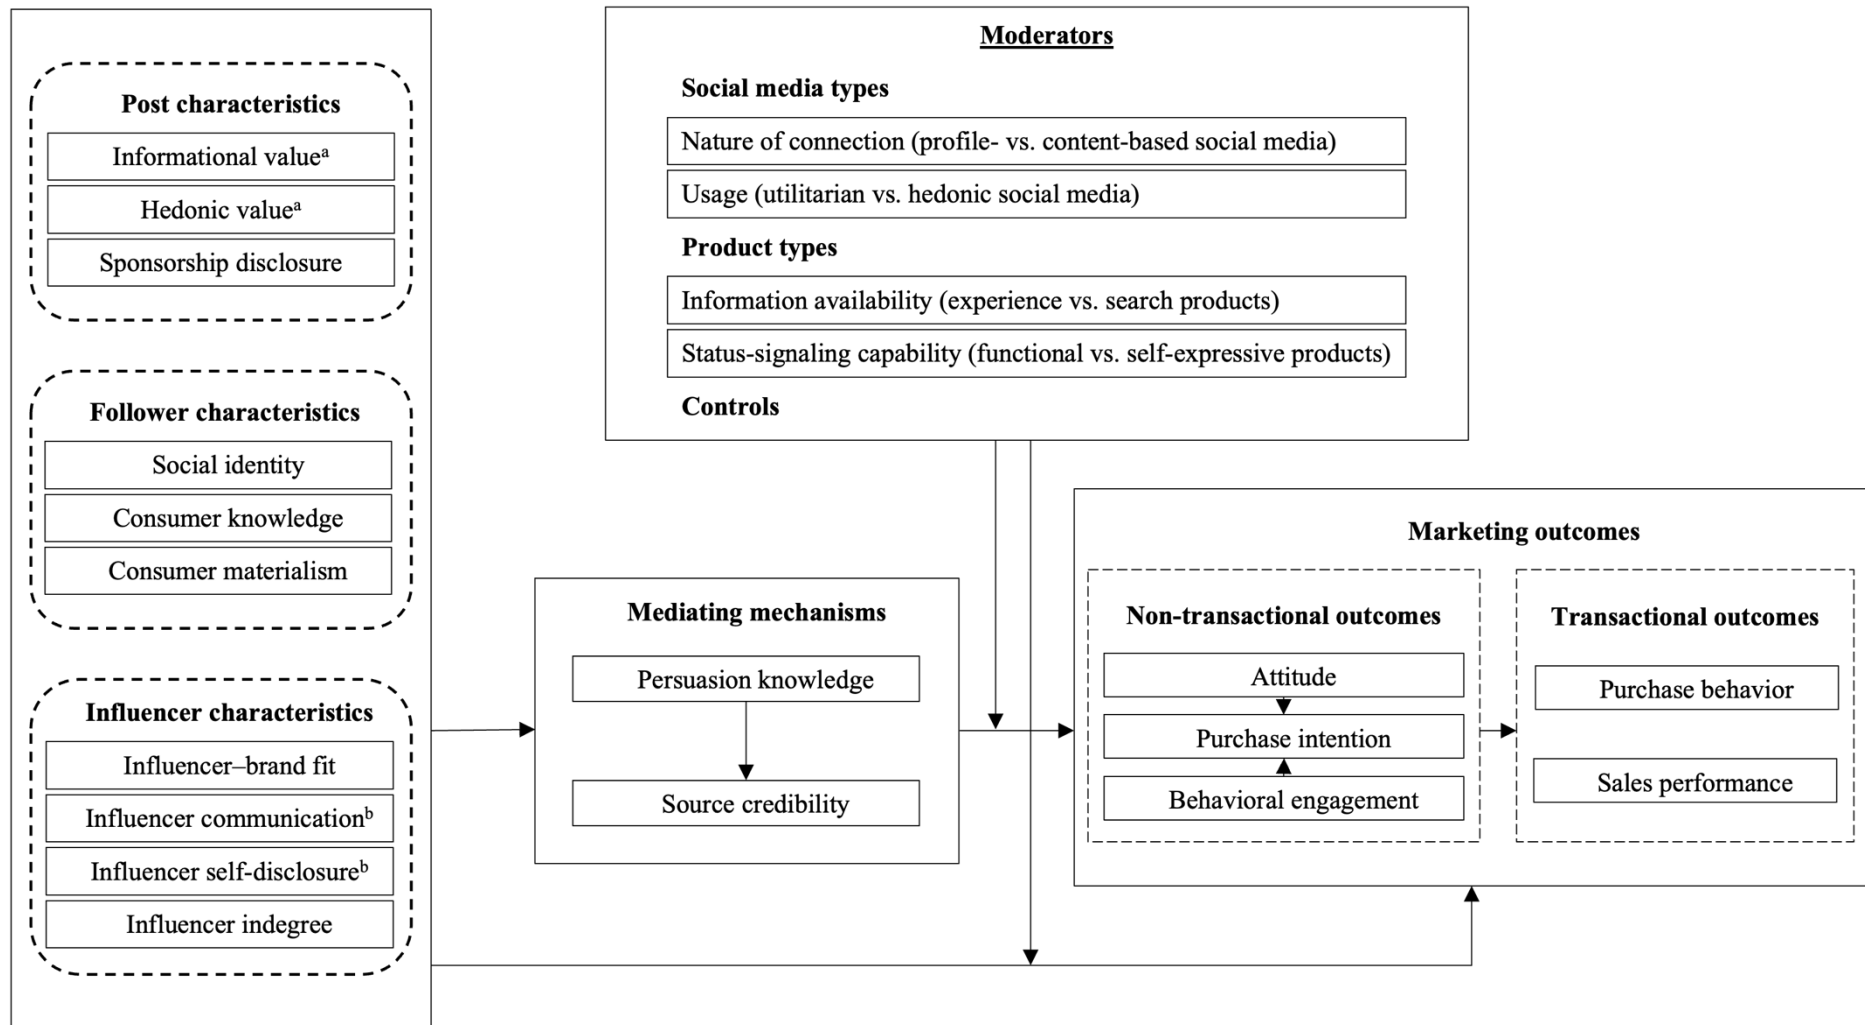 Post characteristics
Informational valueᵃ
Hedonic valueᵃ
Sponsorship disclosure
Follower characteristics
Social identity
Consumer knowledge
Consumer materialism
Influencer characteristics
Influencer–brand fit
Influencer communicationᵇ
Influencer self-disclosureᵇ
Influencer indegree
Moderators
Social media types
Nature of connection (profile- vs. content-based social media)
Usage (utilitarian vs. hedonic social media)
Product types
Information availability (experience vs. search products)
Status-signaling capability (functional vs. self-expressive products)
Controls
Mediating mechanisms
Persuasion knowledge
Source credibility
Marketing outcomes
Non-transactional outcomes
Attitude
Purchase intention
Behavioral engagement
Transactional outcomes
Purchase behavior
Sales performance